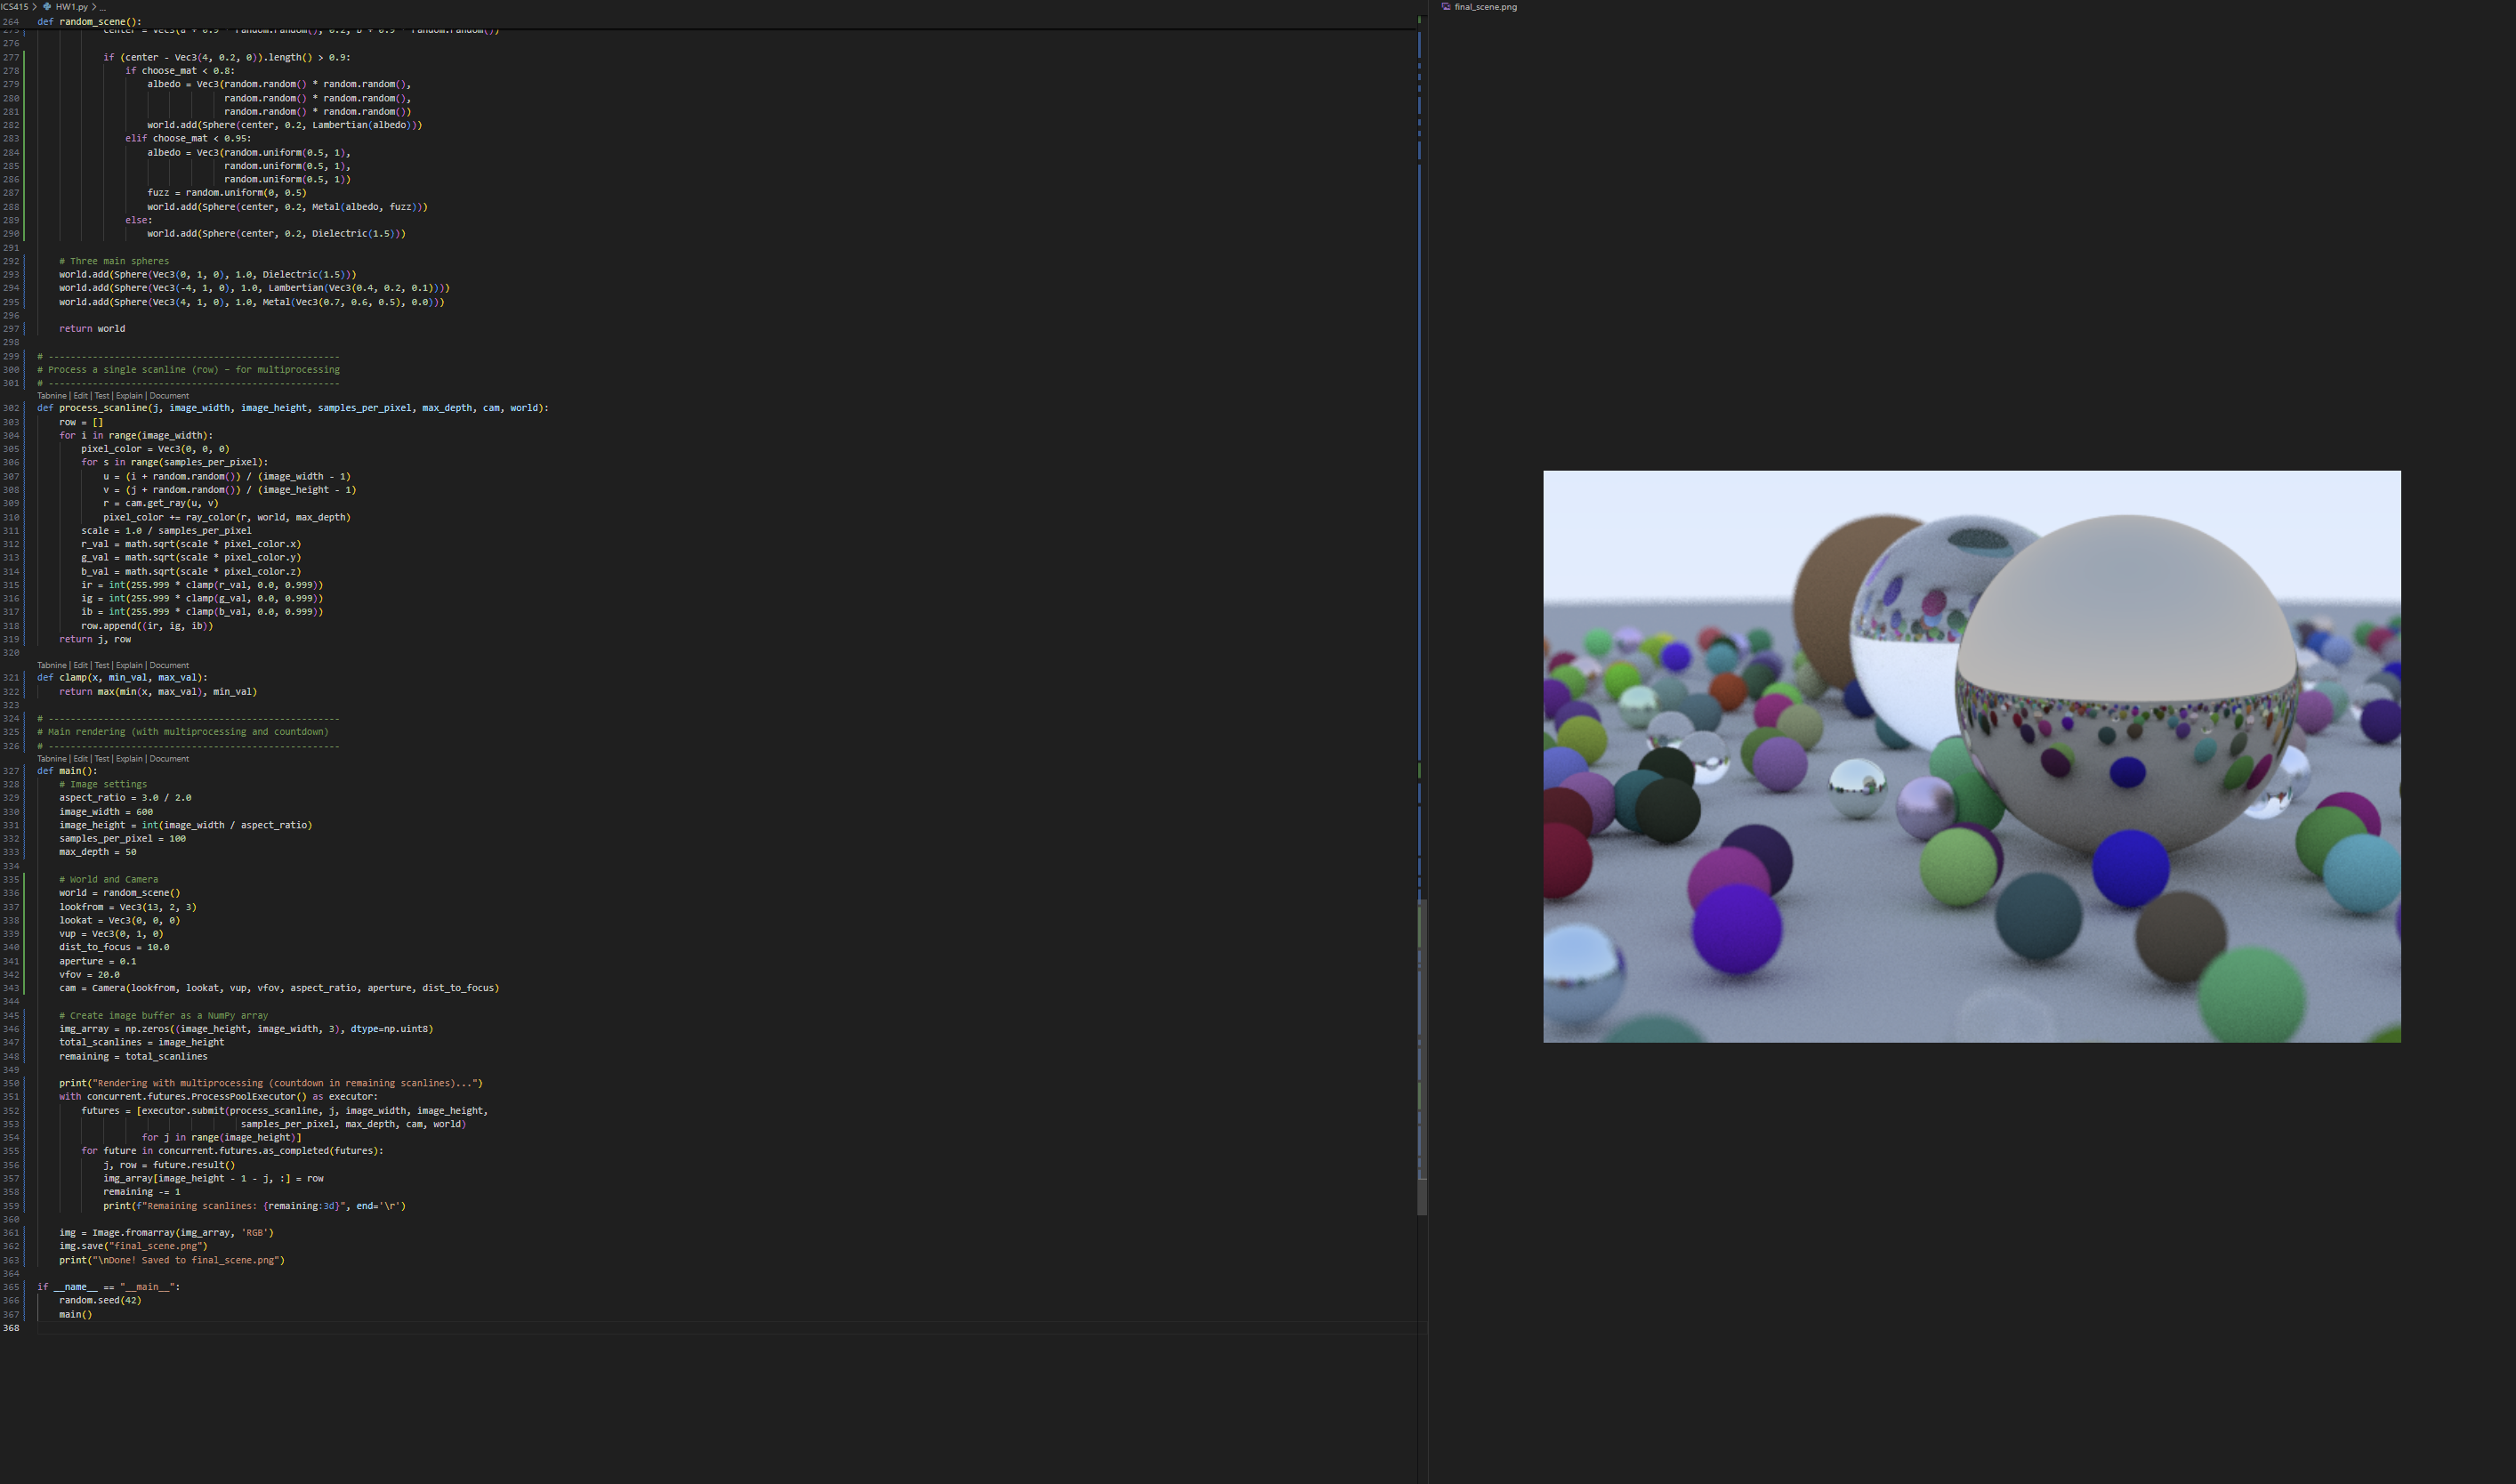 ICS415 > HW1.py > ...
final_scene.png
264 def random_scene():
275 center = Vec3(a + 0.9 * random.random(), 0.2, b + 0.9 * random.random())
276
277 if (center - Vec3(4, 0.2, 0)).length() > 0.9:
278 if choose_mat < 0.8:
279 albedo = Vec3(random.random() * random.random(),
280 random.random() * random.random(),
281 random.random() * random.random())
282 world.add(Sphere(center, 0.2, Lambertian(albedo)))
283 elif choose_mat < 0.95:
284 albedo = Vec3(random.uniform(0.5, 1),
285 random.uniform(0.5, 1),
286 random.uniform(0.5, 1))
287 fuzz = random.uniform(0, 0.5)
288 world.add(Sphere(center, 0.2, Metal(albedo, fuzz)))
289 else:
290 world.add(Sphere(center, 0.2, Dielectric(1.5)))
291
292 # Three main spheres
293 world.add(Sphere(Vec3(0, 1, 0), 1.0, Dielectric(1.5)))
294 world.add(Sphere(Vec3(-4, 1, 0), 1.0, Lambertian(Vec3(0.4, 0.2, 0.1))))
295 world.add(Sphere(Vec3(4, 1, 0), 1.0, Metal(Vec3(0.7, 0.6, 0.5), 0.0)))
296
297 return world
298
299 # -----------------------------------------------------
300 # Process a single scanline (row) – for multiprocessing
301 # -----------------------------------------------------
Tabnine | Edit | Test | Explain | Document
302 def process_scanline(j, image_width, image_height, samples_per_pixel, max_depth, cam, world):
303 row = []
304 for i in range(image_width):
305 pixel_color = Vec3(0, 0, 0)
306 for s in range(samples_per_pixel):
307 u = (i + random.random()) / (image_width - 1)
308 v = (j + random.random()) / (image_height - 1)
309 r = cam.get_ray(u, v)
310 pixel_color += ray_color(r, world, max_depth)
311 scale = 1.0 / samples_per_pixel
312 r_val = math.sqrt(scale * pixel_color.x)
313 g_val = math.sqrt(scale * pixel_color.y)
314 b_val = math.sqrt(scale * pixel_color.z)
315 ir = int(255.999 * clamp(r_val, 0.0, 0.999))
316 ig = int(255.999 * clamp(g_val, 0.0, 0.999))
317 ib = int(255.999 * clamp(b_val, 0.0, 0.999))
318 row.append((ir, ig, ib))
319 return j, row
320
Tabnine | Edit | Test | Explain | Document
321 def clamp(x, min_val, max_val):
322 return max(min(x, max_val), min_val)
323
324 # -----------------------------------------------------
325 # Main rendering (with multiprocessing and countdown)
326 # -----------------------------------------------------
Tabnine | Edit | Test | Explain | Document
327 def main():
328 # Image settings
329 aspect_ratio = 3.0 / 2.0
330 image_width = 600
331 image_height = int(image_width / aspect_ratio)
332 samples_per_pixel = 100
333 max_depth = 50
334
335 # World and Camera
336 world = random_scene()
337 lookfrom = Vec3(13, 2, 3)
338 lookat = Vec3(0, 0, 0)
339 vup = Vec3(0, 1, 0)
340 dist_to_focus = 10.0
341 aperture = 0.1
342 vfov = 20.0
343 cam = Camera(lookfrom, lookat, vup, vfov, aspect_ratio, aperture, dist_to_focus)
344
345 # Create image buffer as a NumPy array
346 img_array = np.zeros((image_height, image_width, 3), dtype=np.uint8)
347 total_scanlines = image_height
348 remaining = total_scanlines
349
350 print("Rendering with multiprocessing (countdown in remaining scanlines)...")
351 with concurrent.futures.ProcessPoolExecutor() as executor:
352 futures = [executor.submit(process_scanline, j, image_width, image_height,
353 samples_per_pixel, max_depth, cam, world)
354 for j in range(image_height)]
355 for future in concurrent.futures.as_completed(futures):
356 j, row = future.result()
357 img_array[image_height - 1 - j, :] = row
358 remaining -= 1
359 print(f"Remaining scanlines: {remaining:3d}", end='\r')
360
361 img = Image.fromarray(img_array, 'RGB')
362 img.save("final_scene.png")
363 print("\nDone! Saved to final_scene.png")
364
365 if __name__ == "__main__":
366 random.seed(42)
367 main()
368